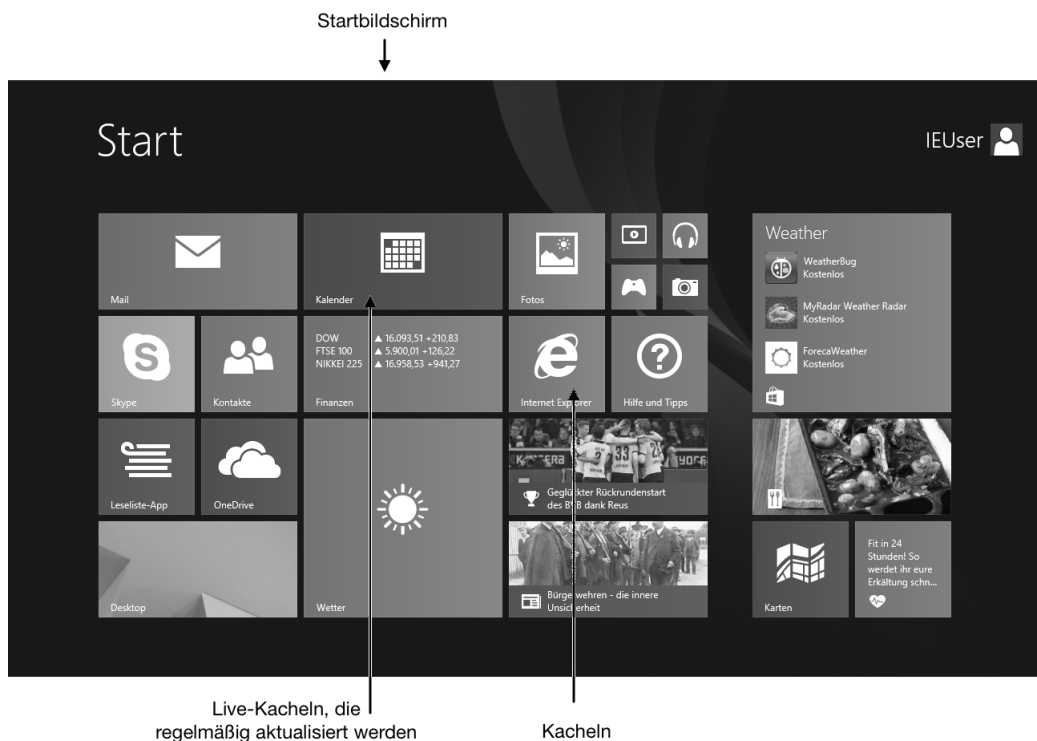 Startbildschirm
Start
IEUser
Mail
Kalender
Fotos
Weather
WeatherBug
Kostenlos
MyRadar Weather Radar
Kostenlos
ForecaWeather
Kostenlos
Skype
Kontakte
DOW ▲ 16.093,51 +210,83
FTSE 100 ▲ 5.900,01 +126,22
NIKKEI 225 ▲ 16.958,53 +941,27
Finanzen
Internet Explorer
Hilfe und Tipps
Leseliste-App
OneDrive
Geglückter Rückrundenstart
des BVB dank Reus
Desktop
Wetter
Bürgerwehren - die innere
Unsicherheit
Karten
Fit in 24
Stunden! So
werdet ihr eure
Erkältung schn...
Live-Kacheln, die
regelmäßig aktualisiert werden
Kacheln